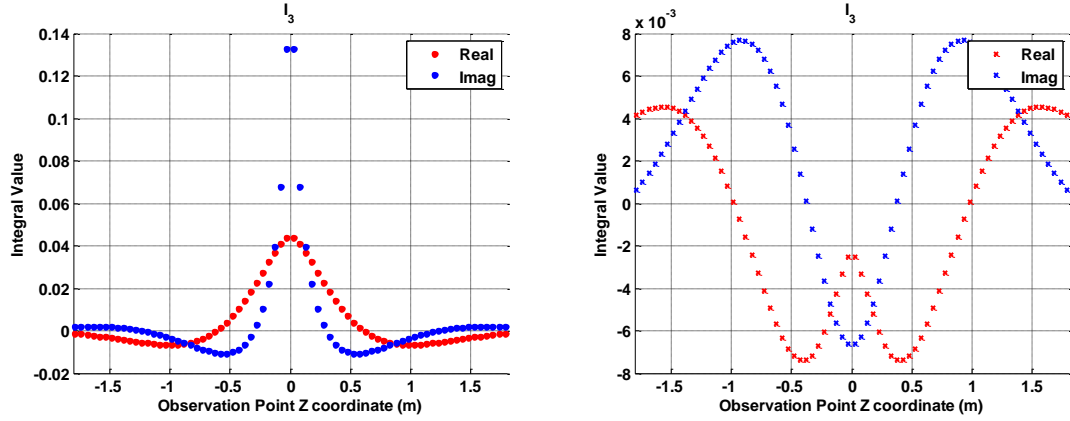 I3
0.14
0.12
0.1
0.08
0.06
0.04
0.02
0
-0.02
Integral Value
Real
Imag
-1.5 -1 -0.5 0 0.5 1 1.5
Observation Point Z coordinate (m)
I3
x 10-3
8
6
4
2
0
-2
-4
-6
-8
Integral Value
Real
Imag
-1.5 -1 -0.5 0 0.5 1 1.5
Observation Point Z coordinate (m)